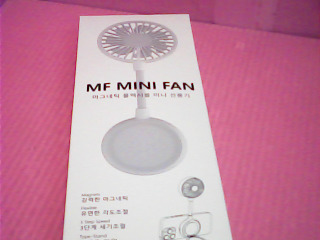 MF MINI FAN
마그네틱 플렉서블 미니 선풍기
Magnetic
강력한 마그네틱
Flexible
유연한 각도조절
3 Step Speed
3단계 세기조절